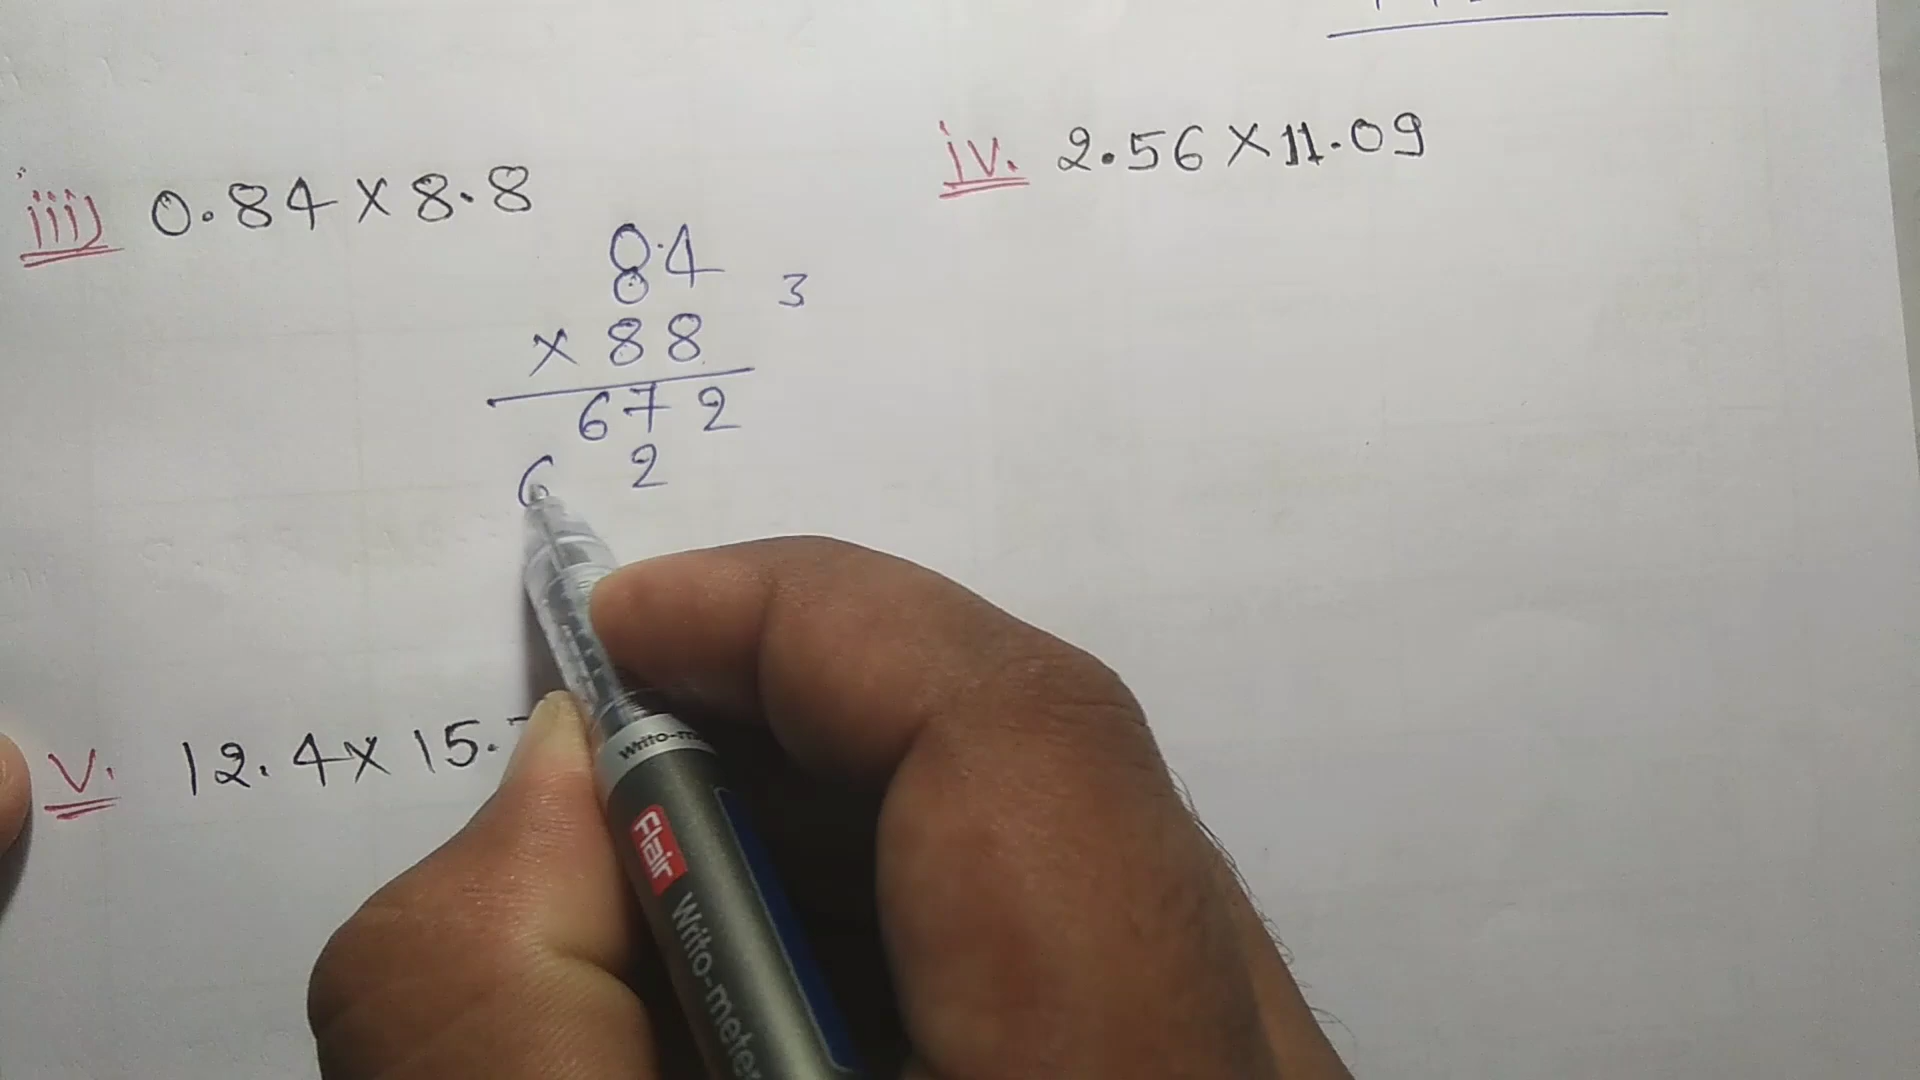 iii) 0.84 X 8.8
84
3
X 88
672
6 2
iv. 2.56 X 11.09
v. 12.4 X 15.
Flair
Writo-meter